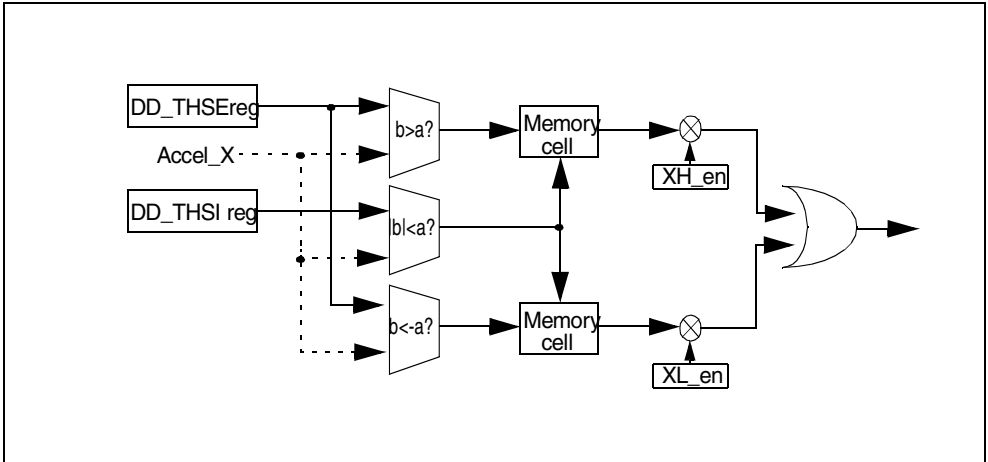 DD_THSEreg
b>a?
Memory
cell
Accel_X
XH_en
DD_THSI reg
|b|<a?
b<-a?
Memory
cell
XL_en